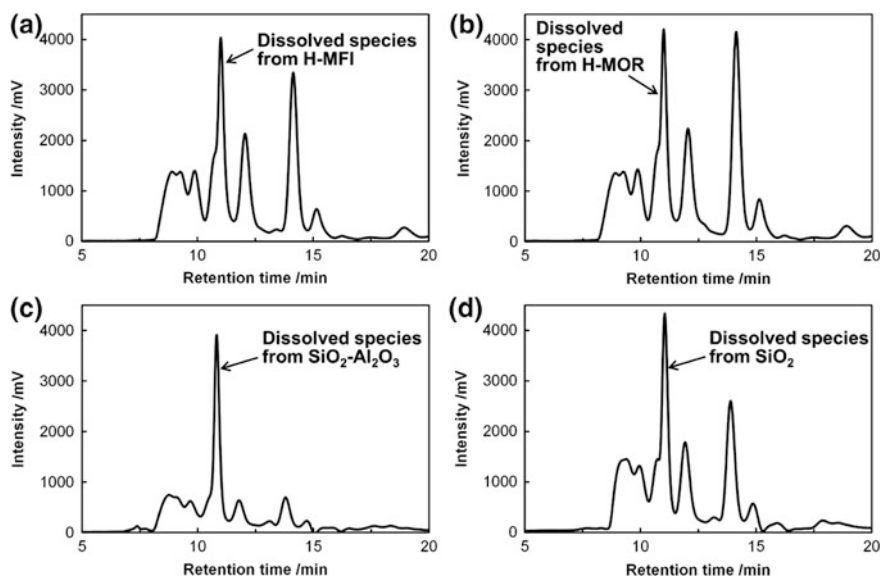 (a)
4000
3000
2000
1000
0
Intensity /mV
Dissolved species
from H-MFI
5
10
15
20
Retention time /min
(b)
4000
3000
2000
1000
0
Intensity /mV
Dissolved
species
from H-MOR
5
10
15
20
Retention time /min
(c)
4000
3000
2000
1000
0
Intensity /mV
Dissolved species
from SiO₂-Al₂O₃
5
10
15
20
Retention time /min
(d)
4000
3000
2000
1000
0
Intensity /mV
Dissolved species
from SiO₂
5
10
15
20
Retention time /min